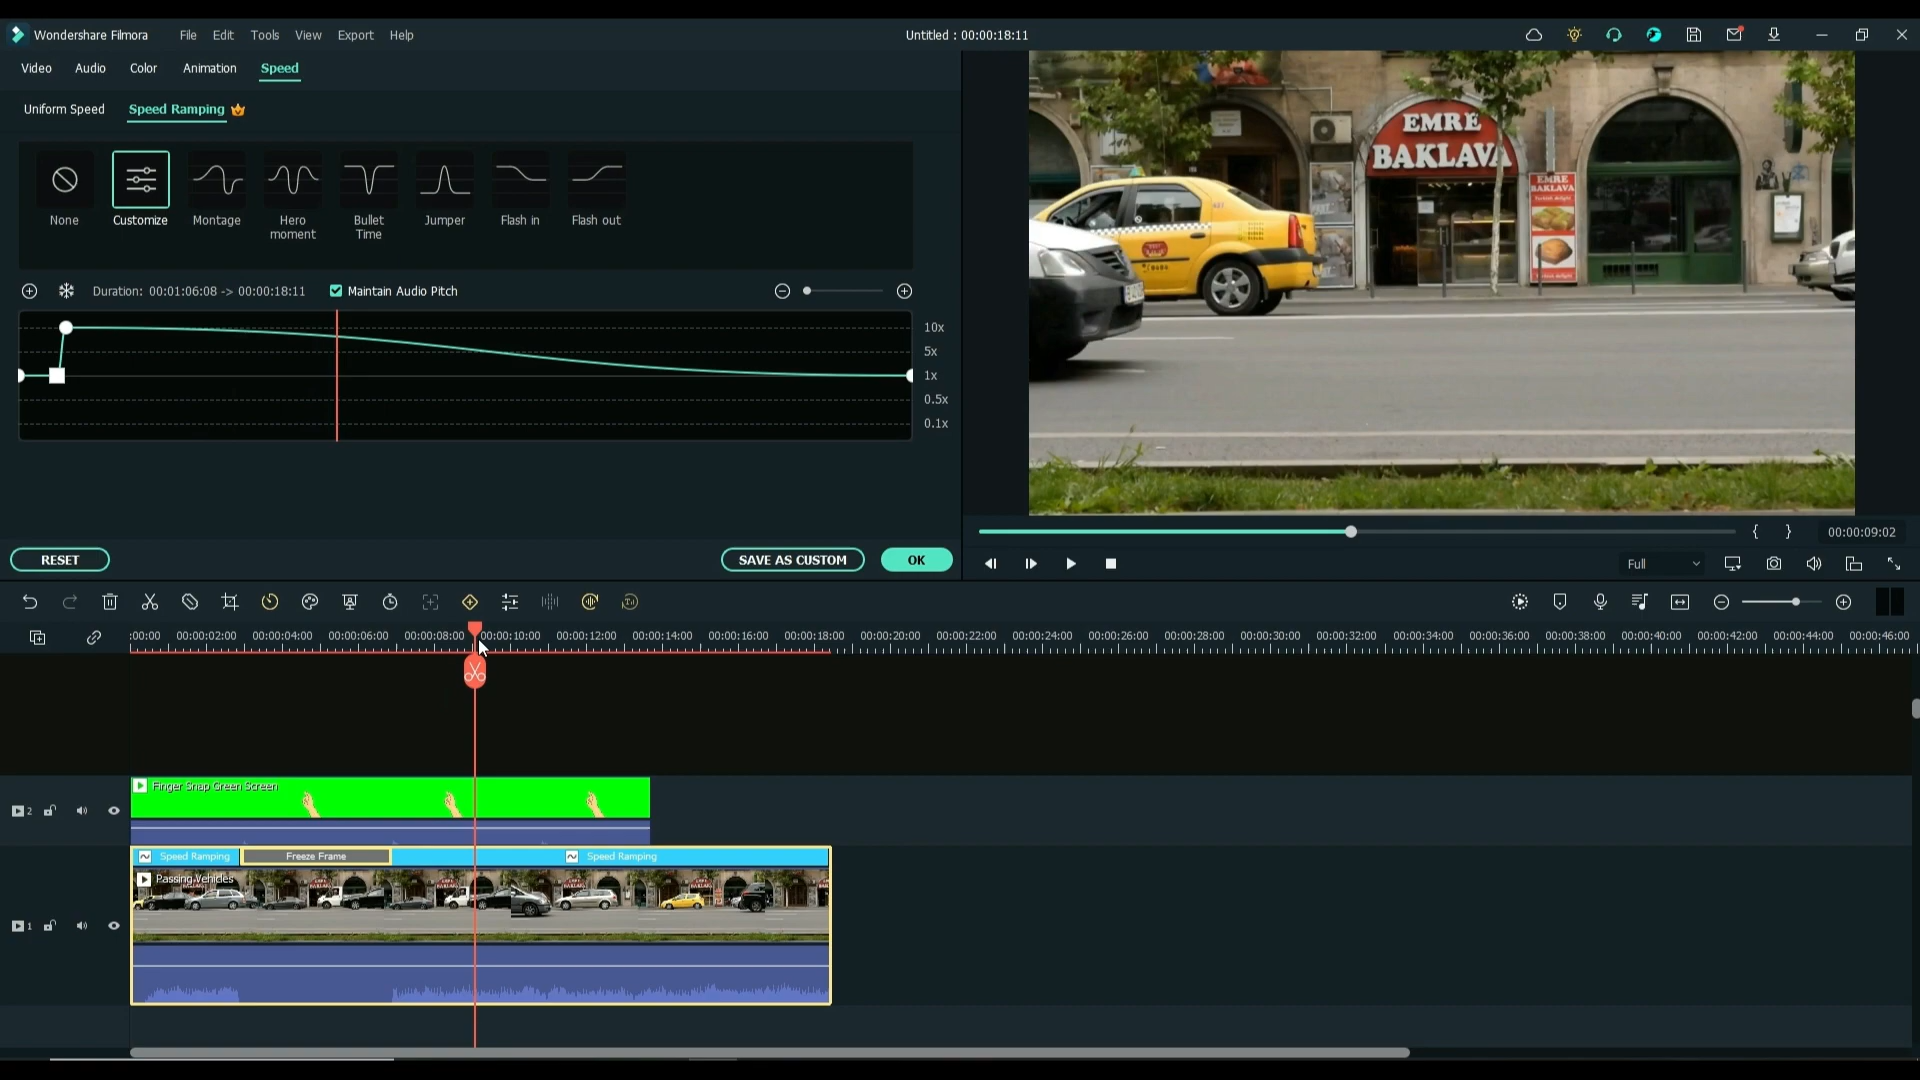 Wondershare Filmora File Edit Tools View Export Help Untitled : 00:00:18:11
Video Audio Color Animation Speed
Uniform Speed Speed Ramping
None Customize Montage Hero moment Bullet Time Jumper Flash in Flash out
Duration: 00:01:06:08 -> 00:00:18:11 Maintain Audio Pitch
10x
5x
1x
0.5x
0.1x
RESET SAVE AS CUSTOM OK
EMRE
BAKLAVA
EMRE
BAKLAVA
00:00:09:02
Full
:00:00 00:00:02:00 00:00:04:00 00:00:06:00 00:00:08:00 00:00:10:00 00:00:12:00 00:00:14:00 00:00:16:00 00:00:18:00 00:00:20:00 00:00:22:00 00:00:24:00 00:00:26:00 00:00:28:00 00:00:30:00 00:00:32:00 00:00:34:00 00:00:36:00 00:00:38:00 00:00:40:00 00:00:42:00 00:00:44:00 00:00:46:00
2 Finger Snap Green Screen
Speed Ramping Freeze Frame Speed Ramping
Passing Vehicles
1